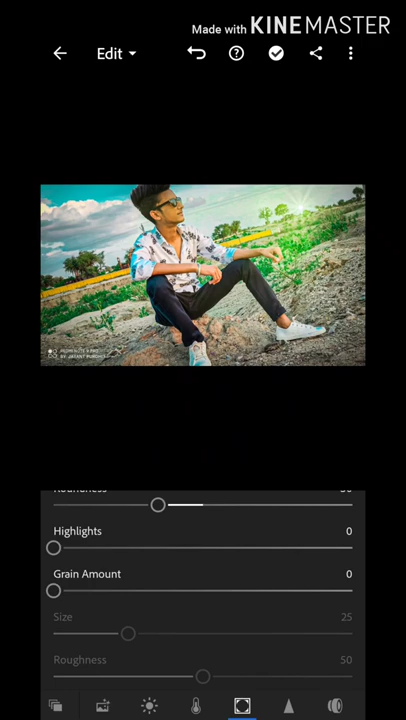 Made with KINEMASTER
Edit
Highlights 0
Grain Amount 0
Size 25
Roughness 50